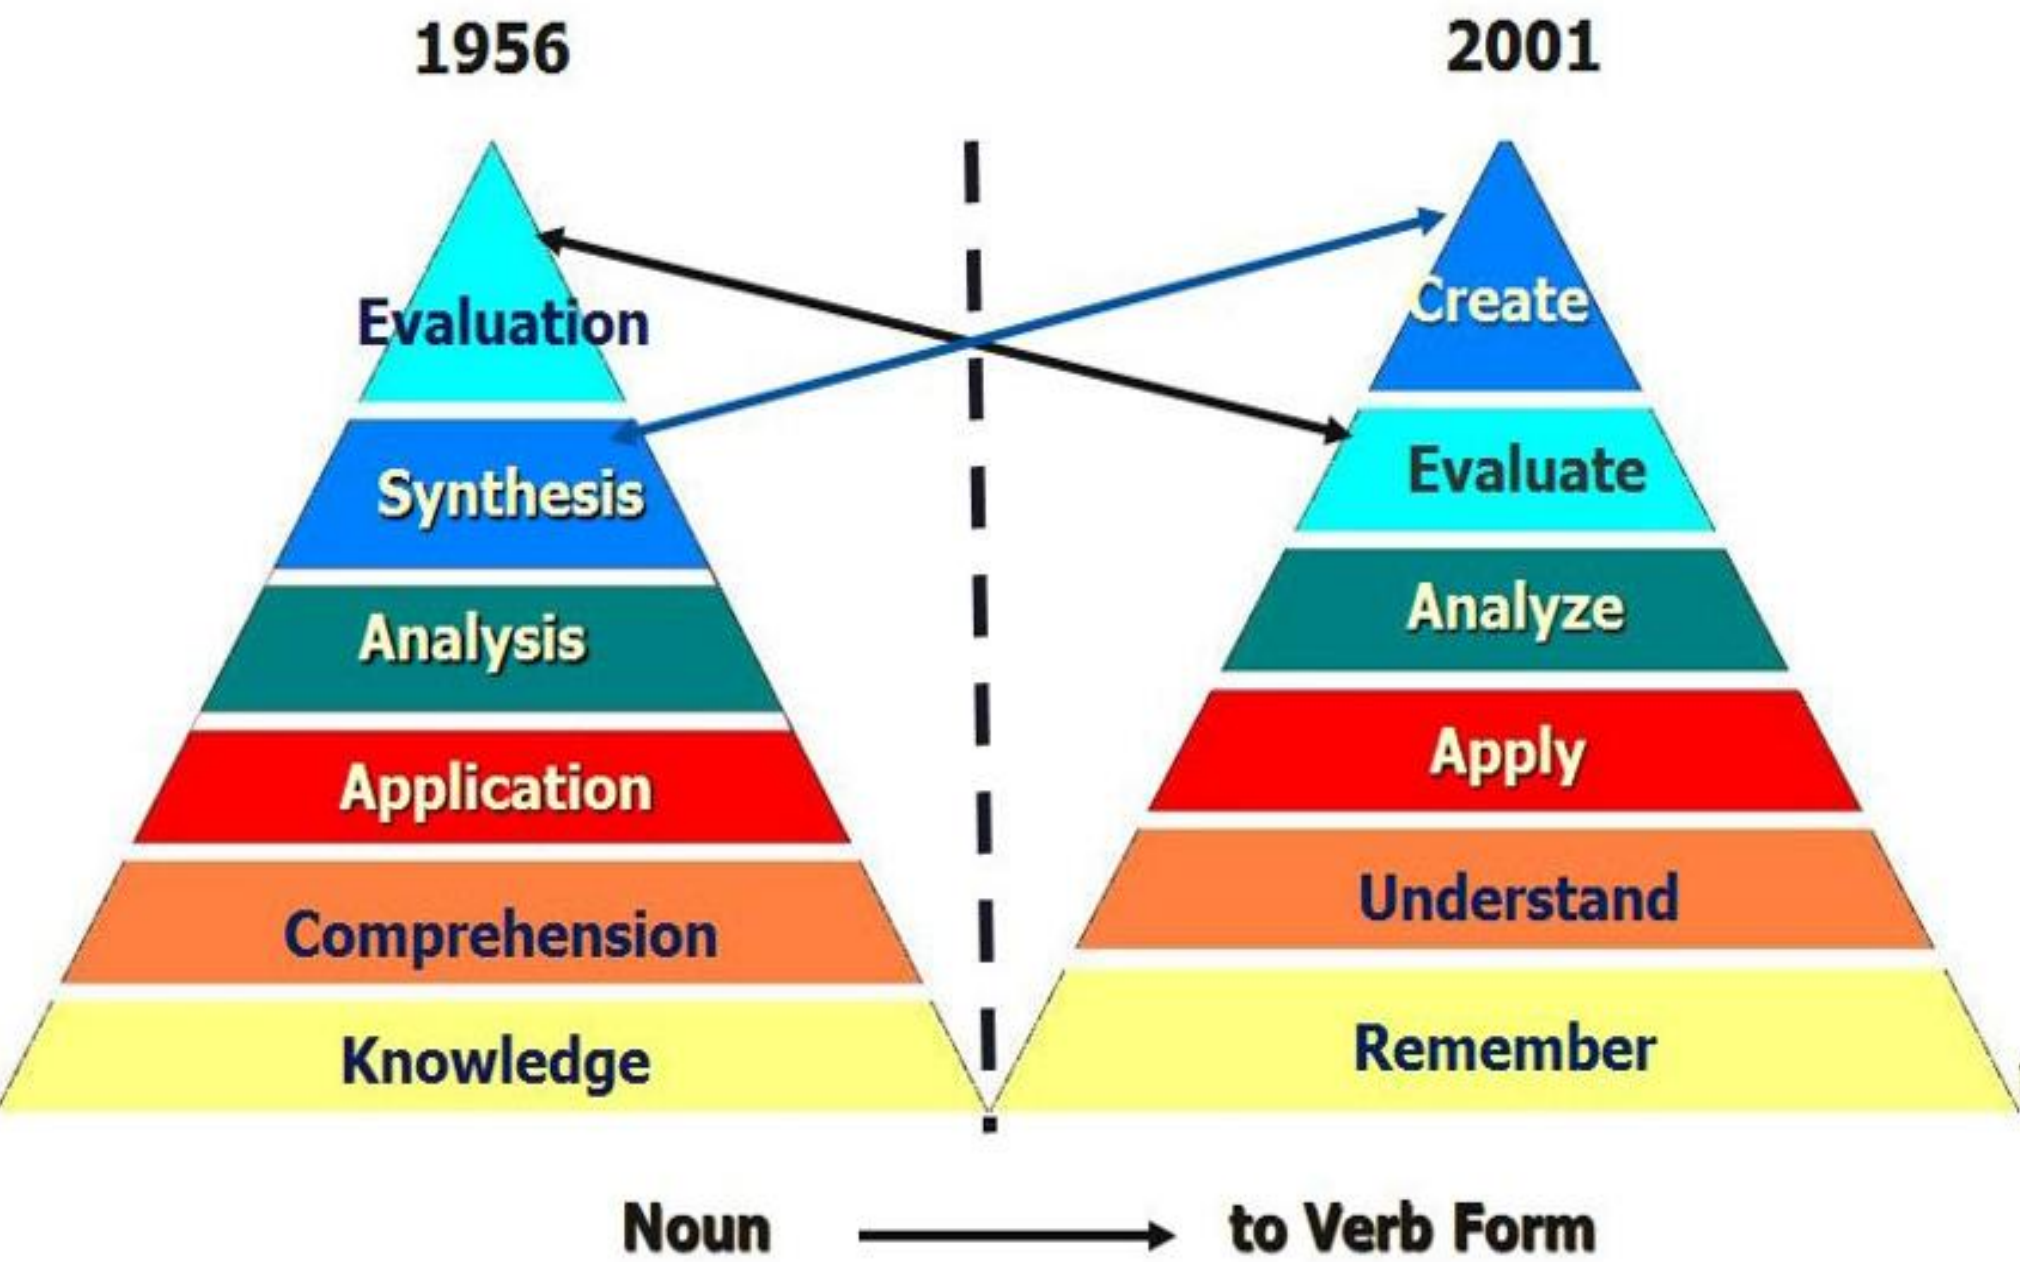 1956
Evaluation
Synthesis
Analysis
Application
Comprehension
Knowledge
2001
Create
Evaluate
Analyze
Apply
Understand
Remember
Noun to Verb Form